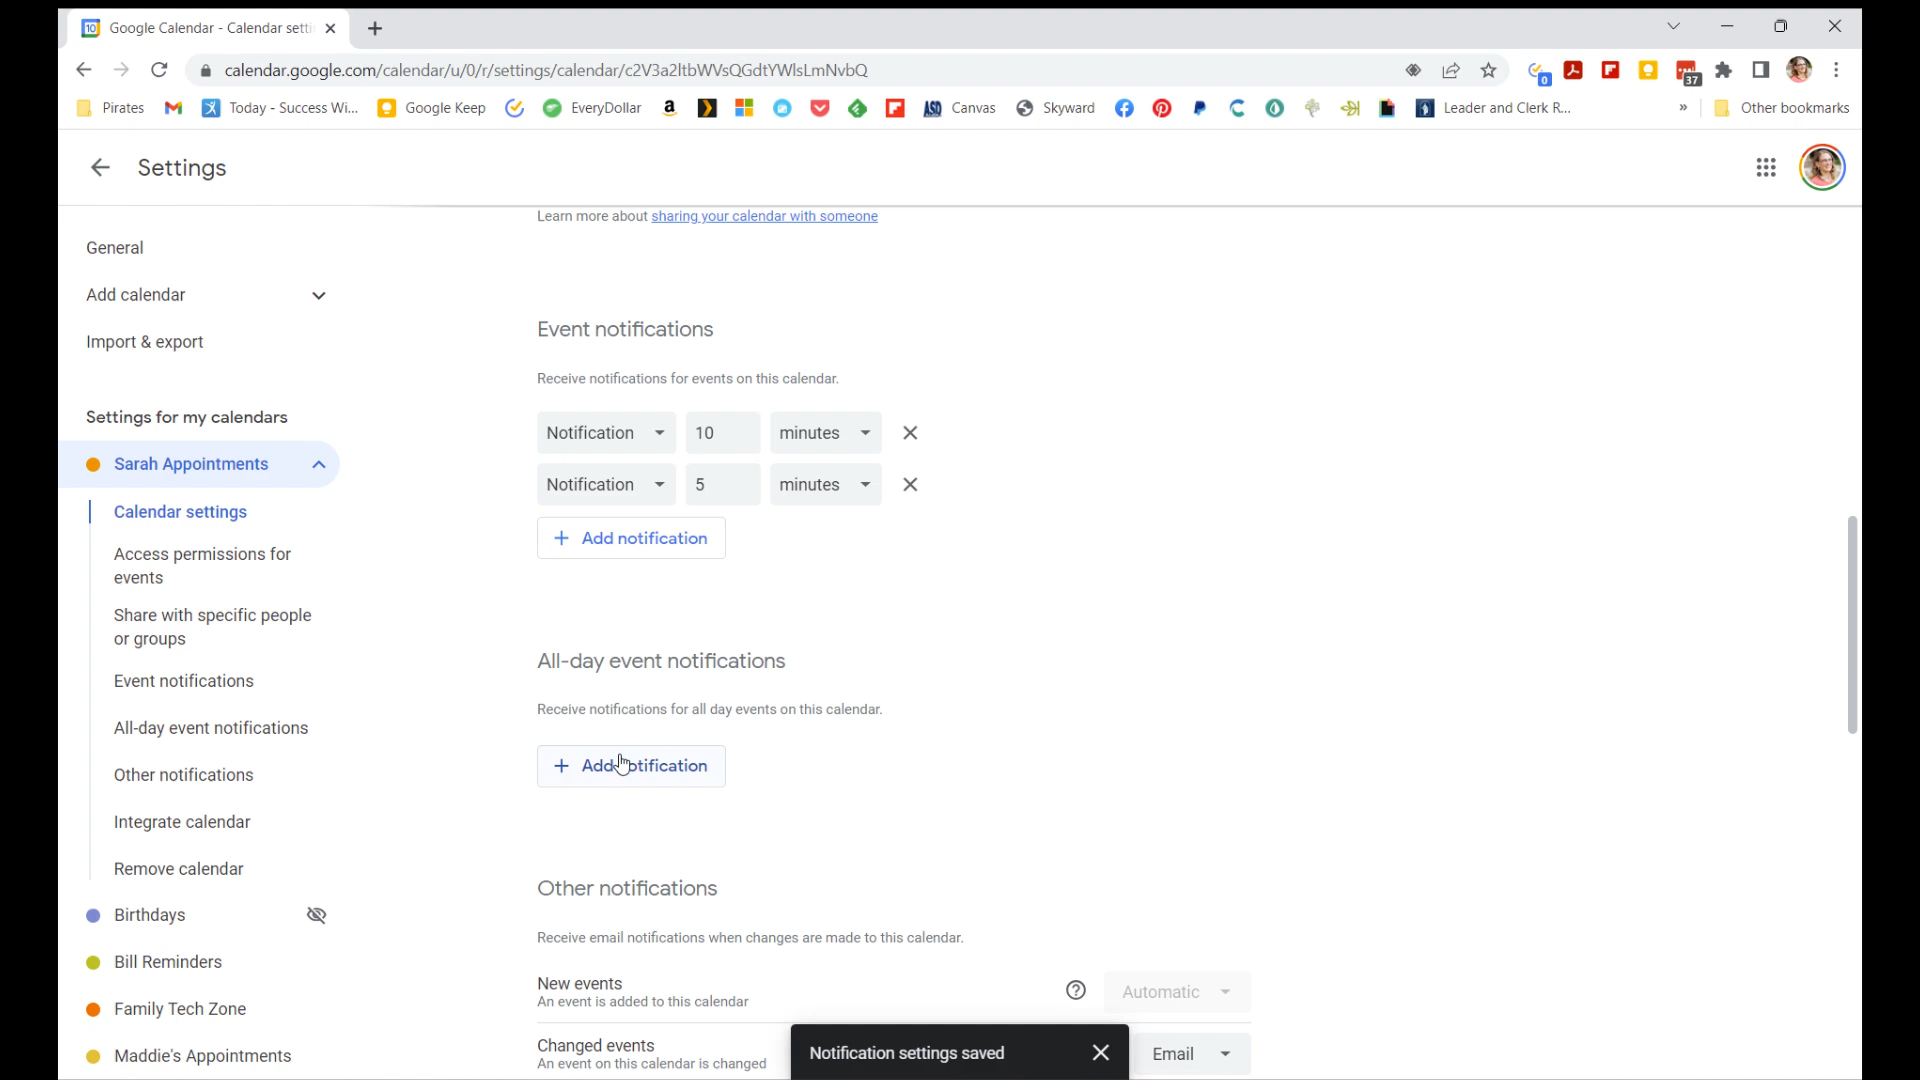 Google Calendar - Calendar setti
calendar.google.com/calendar/u/0/r/settings/calendar/c2V3a2ltbWVsQGdtYWlsLmNvbQ
0
37
Pirates
Today - Success Wi...
Google Keep
EveryDollar
a
ASD
Canvas
Skyward
Leader and Clerk R...
»
Other bookmarks
Settings
Learn more about sharing your calendar with someone
General
Add calendar
Import & export
Settings for my calendars
Sarah Appointments
Calendar settings
Access permissions for
events
Share with specific people
or groups
Event notifications
All-day event notifications
Other notifications
Integrate calendar
Remove calendar
Birthdays
Bill Reminders
Family Tech Zone
Maddie's Appointments
Event notifications
Receive notifications for events on this calendar.
Notification 10 minutes
Notification 5 minutes
+ Add notification
All-day event notifications
Receive notifications for all day events on this calendar.
+ Add notification
Other notifications
Receive email notifications when changes are made to this calendar.
New events
An event is added to this calendar
Automatic
Changed events
An event on this calendar is changed
Email
Notification settings saved